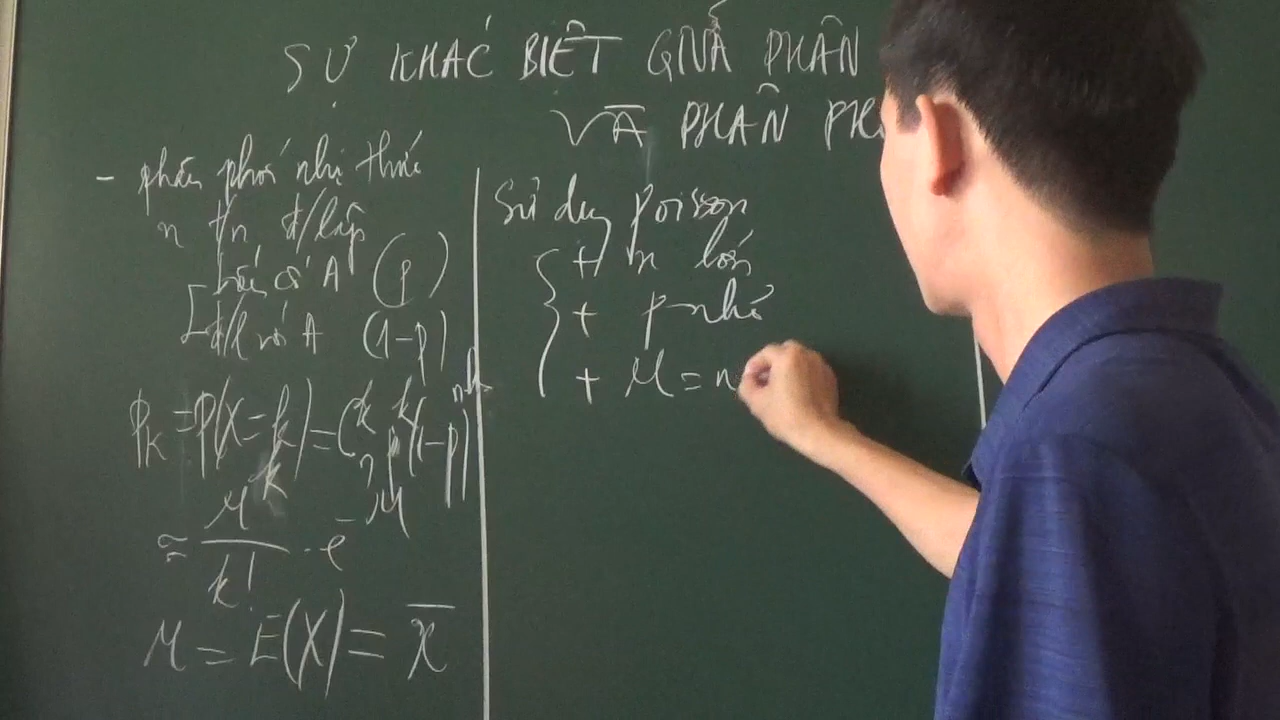 SỰ KHÁC BIỆT GIỮA PHÂN
VÀ PHÂN PH
- phân phối nhị thức
n t/n đ/lập
biến cố A (p)
đ/l với A (1-p)
P_K = P(X=k) = C_n^k p^k (1-p)^{n-k}
≈ μ^k / k! . e^{-μ}
μ = E(X) = x̄
Sử dụng Poisson
+ n lớn
+ p nhỏ
+ μ = n